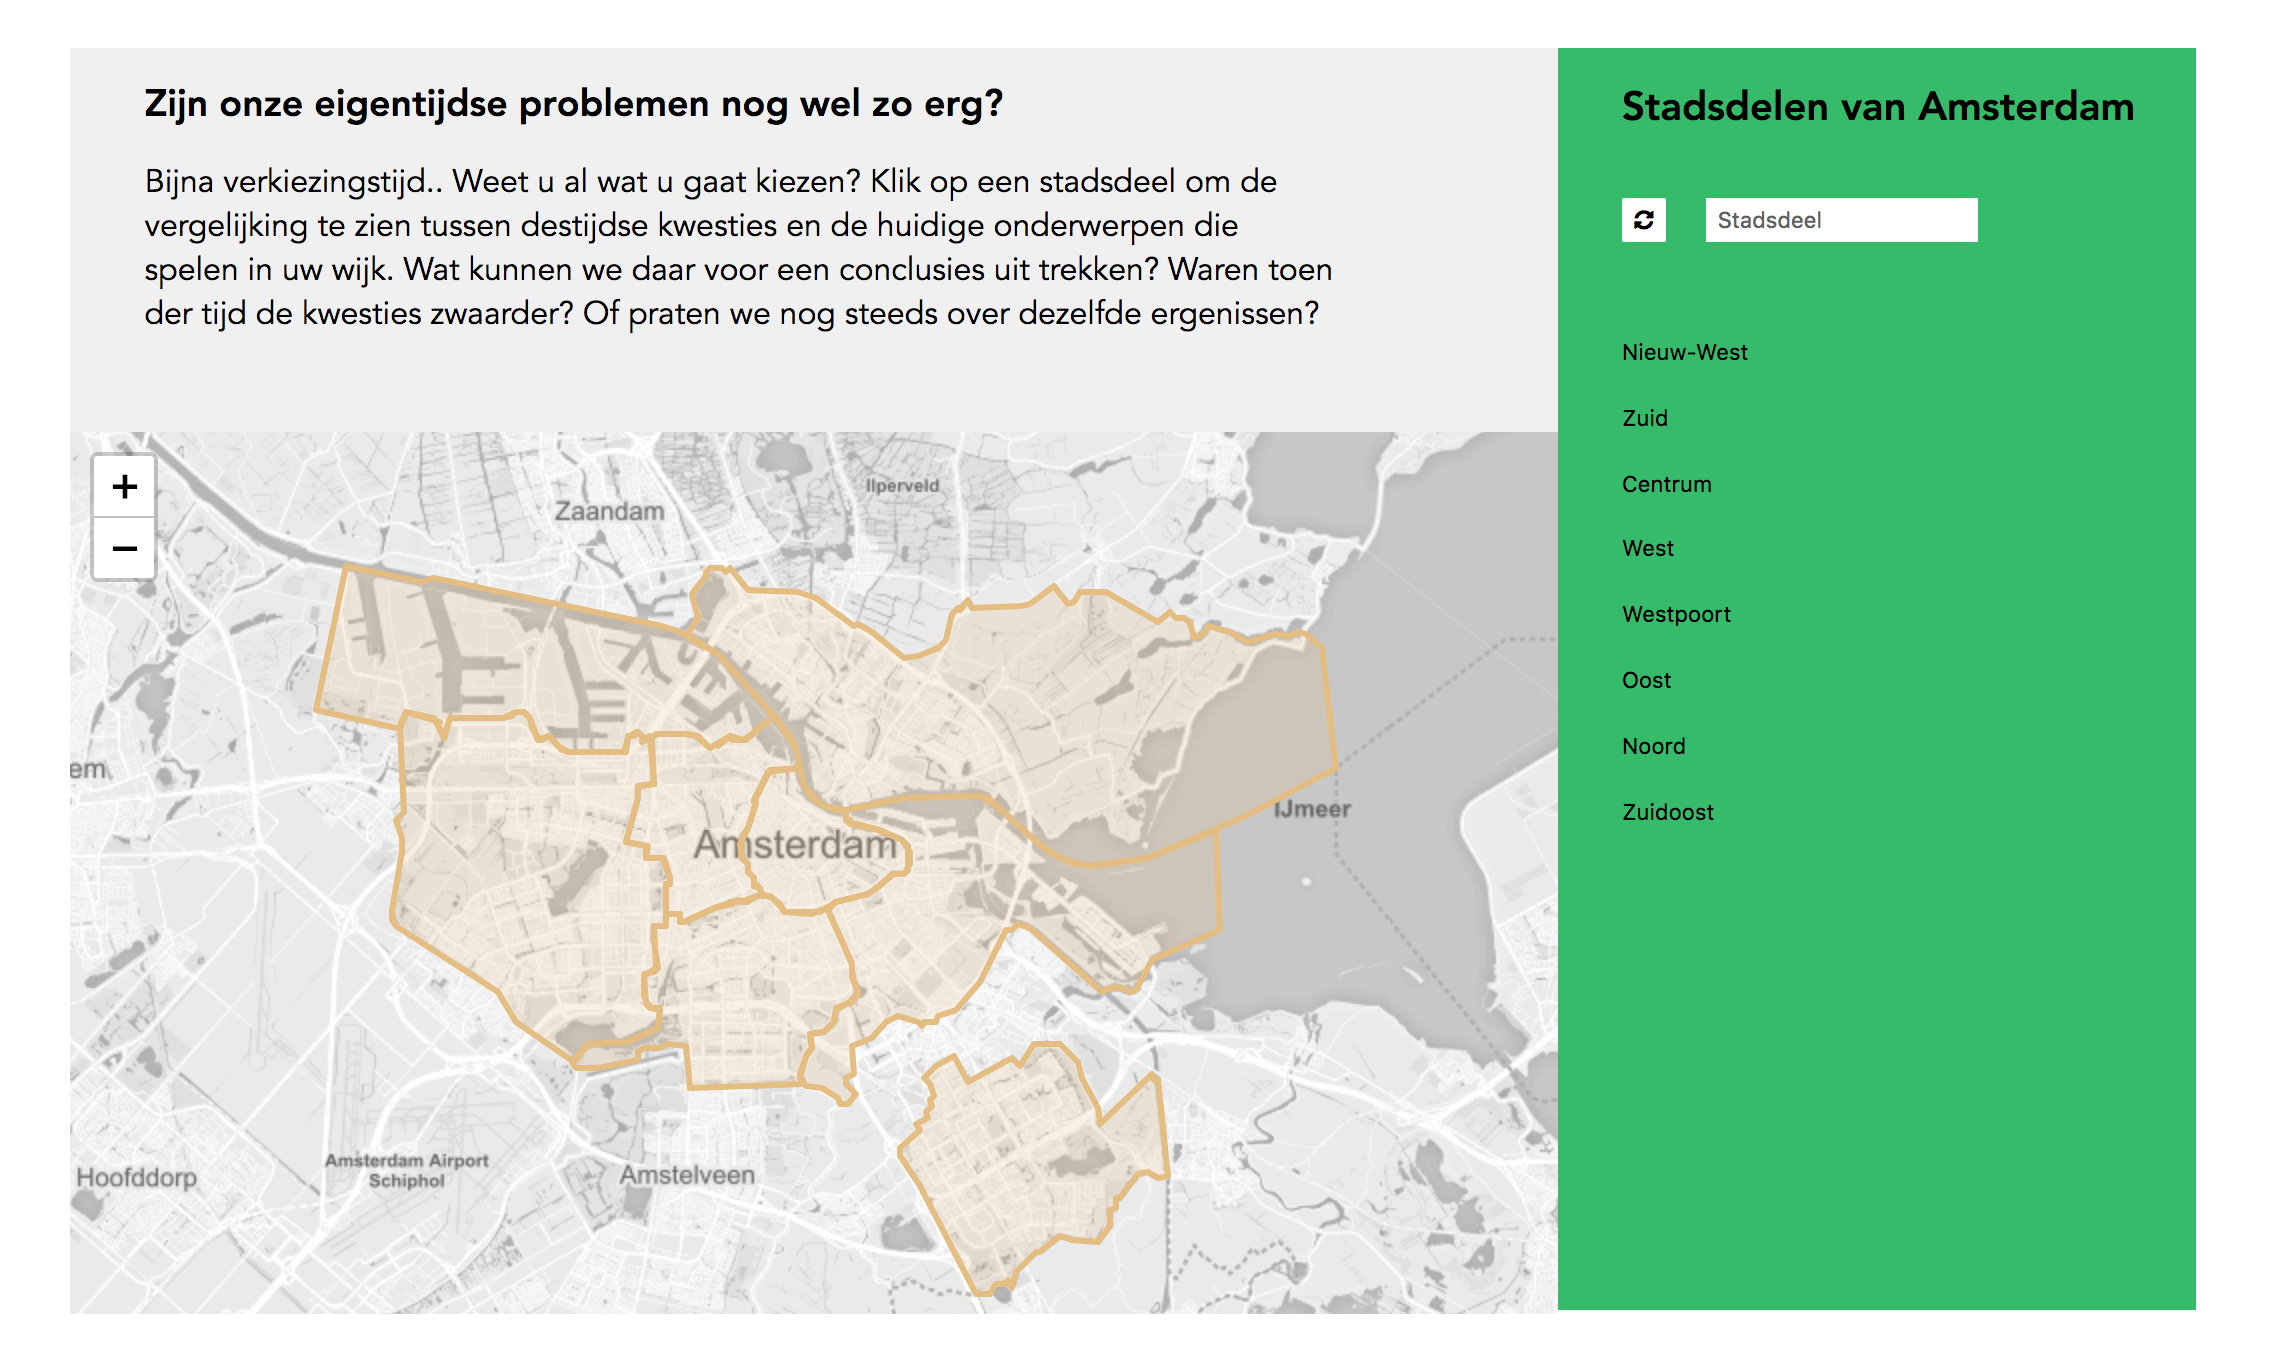 Zijn onze eigentijdse problemen nog wel zo erg?
Bijna verkiezingstijd.. Weet u al wat u gaat kiezen? Klik op een stadsdeel om de
vergelijking te zien tussen destijdse kwesties en de huidige onderwerpen die
spelen in uw wijk. Wat kunnen we daar voor een conclusies uit trekken? Waren toen
der tijd de kwesties zwaarder? Of praten we nog steeds over dezelfde ergenissen?
+
−
Zaandam
Ilperveld
em
Amsterdam
IJmeer
Hoofddorp
Amsterdam Airport
Schiphol
Amstelveen
Stadsdelen van Amsterdam
Stadsdeel
Nieuw-West
Zuid
Centrum
West
Westpoort
Oost
Noord
Zuidoost